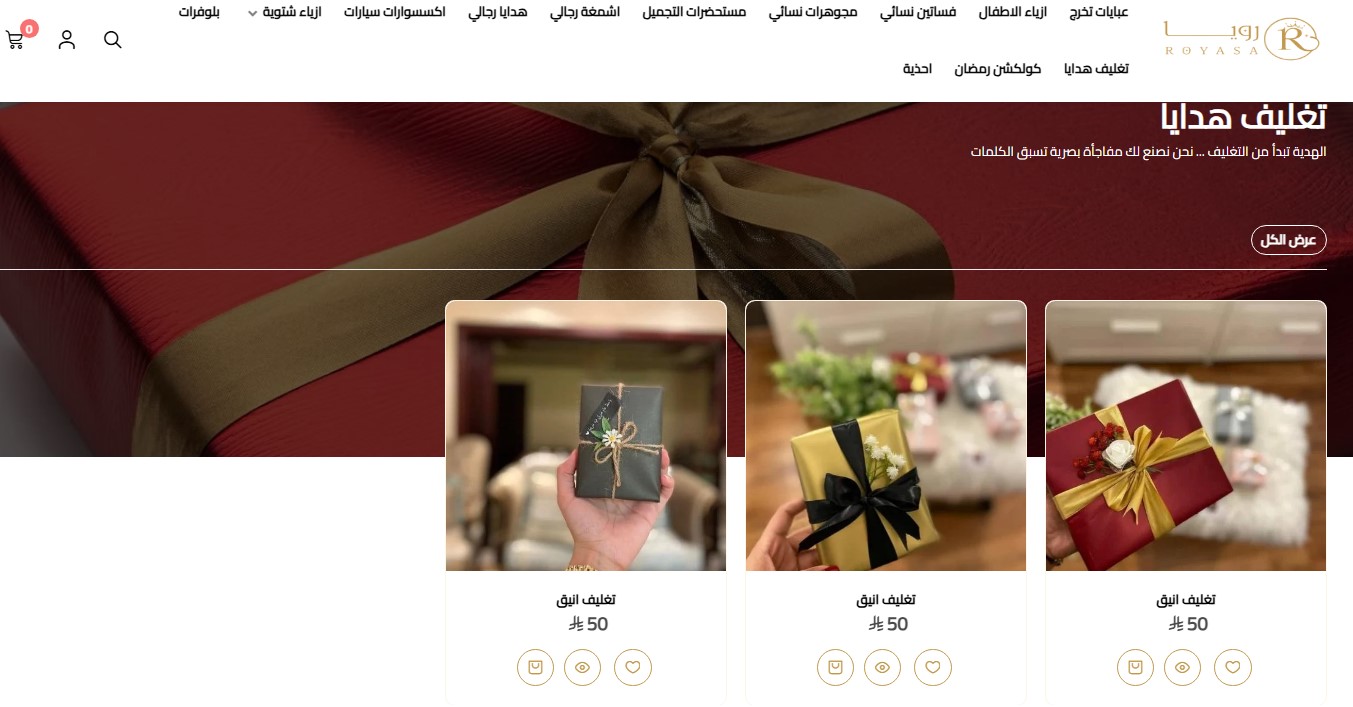 رويسا
ROYASA
R
عبايات تخرج
ازياء الاطفال
فساتين نسائي
مجوهرات نسائي
مستحضرات التجميل
اشمغة رجالي
هدايا رجالي
اكسسوارات سيارات
ازياء شتوية
بلوفرات
0
تغليف هدايا
كولكشن رمضان
احذية
تغليف هدايا
الهدية تبدأ من التغليف ... نحن نصنع لك مفاجأة بصرية تسبق الكلمات
عرض الكل
تغليف انيق
تغليف انيق
تغليف انيق
50
50
50